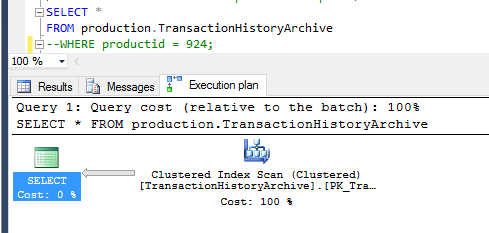 SELECT *
FROM production.TransactionHistoryArchive
--WHERE productid = 924;
100 %
Results Messages Execution plan
Query 1: Query cost (relative to the batch): 100%
SELECT * FROM production.TransactionHistoryArchive
SELECT
Cost: 0 %
Clustered Index Scan (Clustered)
[TransactionHistoryArchive].[PK_Tra…
Cost: 100 %